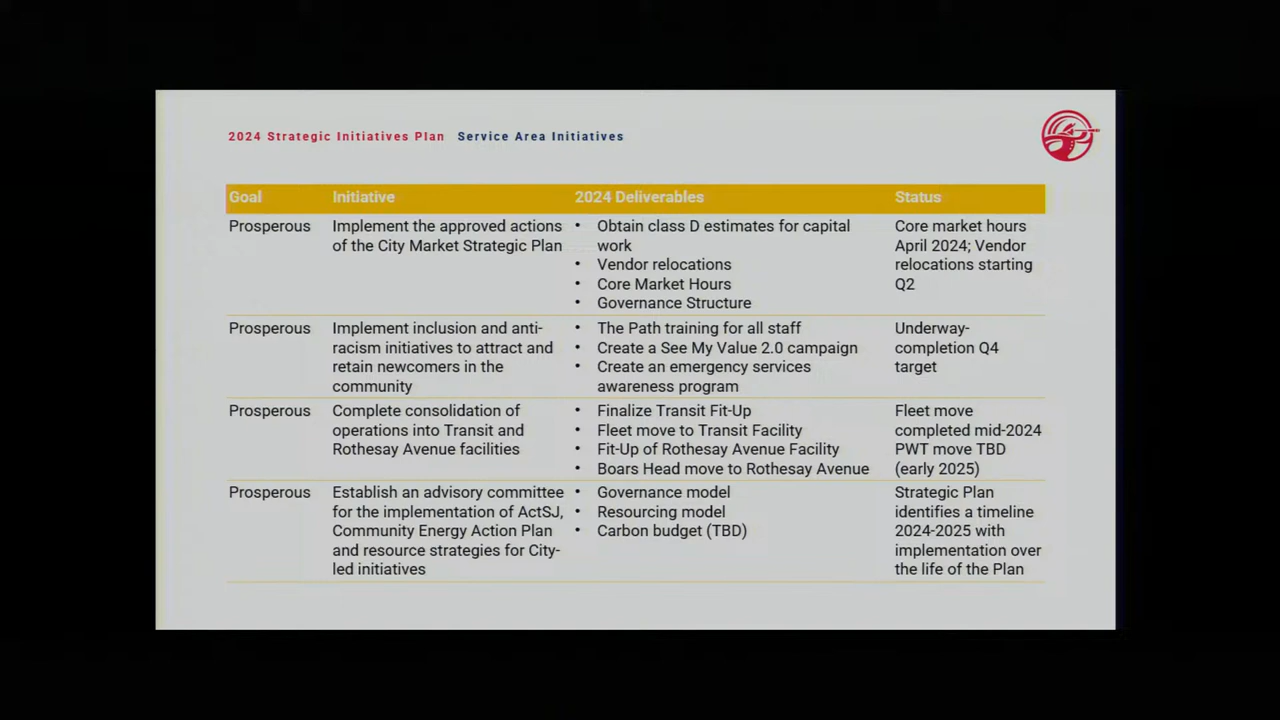 2024 Strategic Initiatives Plan Service Area Initiatives
Goal Initiative 2024 Deliverables Status
Prosperous
Implement the approved actions
of the City Market Strategic Plan
• Obtain class D estimates for capital
work
• Vendor relocations
• Core Market Hours
• Governance Structure
Core market hours
April 2024; Vendor
relocations starting
Q2
Prosperous
Implement inclusion and anti-
racism initiatives to attract and
retain newcomers in the
community
• The Path training for all staff
• Create a See My Value 2.0 campaign
• Create an emergency services
awareness program
Underway-
completion Q4
target
Prosperous
Complete consolidation of
operations into Transit and
Rothesay Avenue facilities
• Finalize Transit Fit-Up
• Fleet move to Transit Facility
• Fit-Up of Rothesay Avenue Facility
• Boars Head move to Rothesay Avenue
Fleet move
completed mid-2024
PWT move TBD
(early 2025)
Prosperous
Establish an advisory committee
for the implementation of ActSJ,
Community Energy Action Plan
and resource strategies for City-
led initiatives
• Governance model
• Resourcing model
• Carbon budget (TBD)
Strategic Plan
identifies a timeline
2024-2025 with
implementation over
the life of the Plan